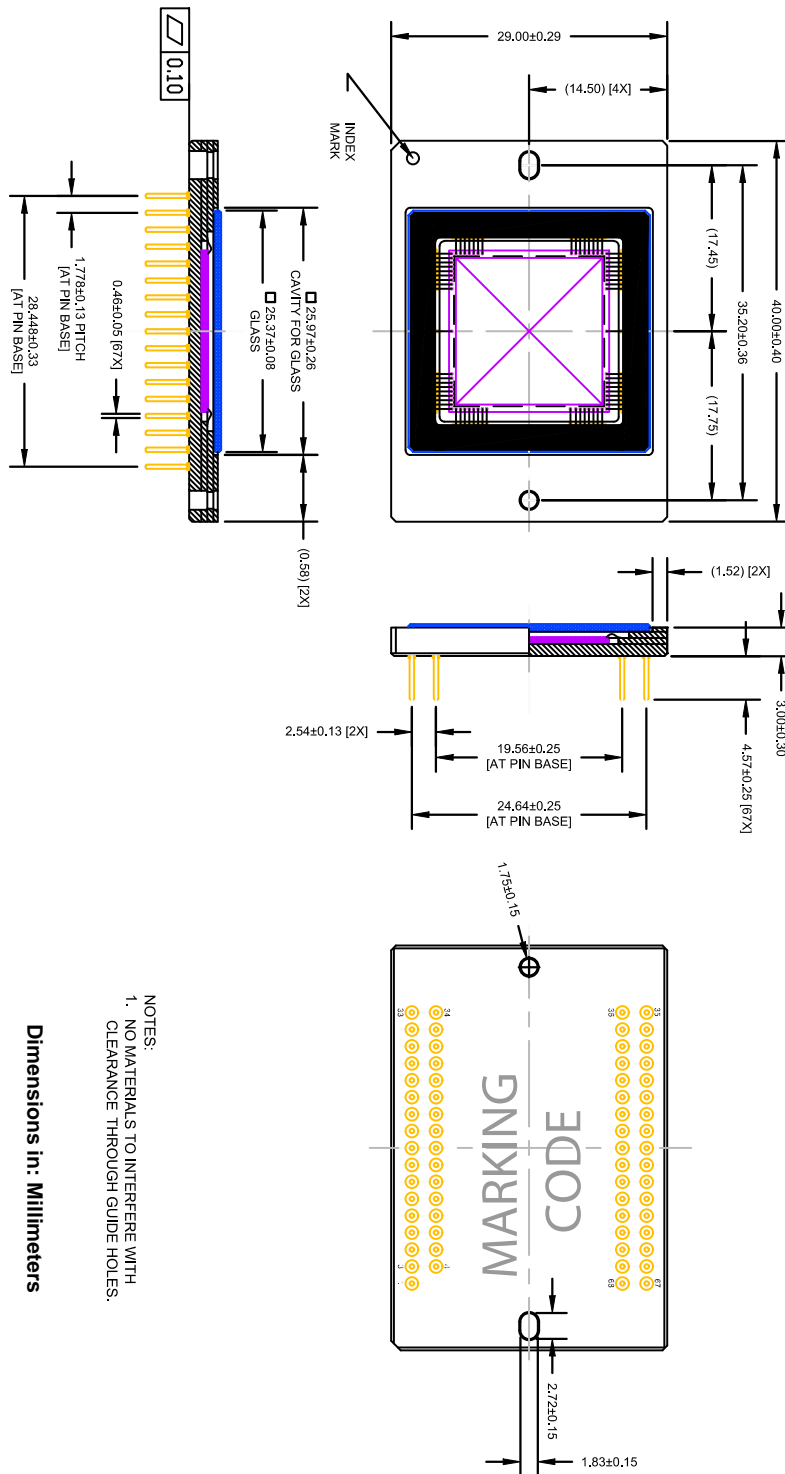 29.00±0.29
(14.50) [4X]
INDEX
MARK
0.10
(17.45)
35.20±0.36
40.00±0.40
(17.75)
25.97±0.26
CAVITY FOR GLASS
25.37±0.08
GLASS
0.46±0.05 [67X]
1.778±0.13 PITCH
[AT PIN BASE]
28.448±0.33
[AT PIN BASE]
(0.58) [2X]
(1.52) [2X]
3.00±0.30
4.57±0.25 [67X]
2.54±0.13 [2X]
19.56±0.25
[AT PIN BASE]
24.64±0.25
[AT PIN BASE]
1.75±0.15
33
34
36
35
MARKING
CODE
3
4
68
67
2.72±0.15
1.83±0.15
NOTES:
1. NO MATERIALS TO INTERFERE WITH
CLEARANCE THROUGH GUIDE HOLES.
Dimensions in: Millimeters